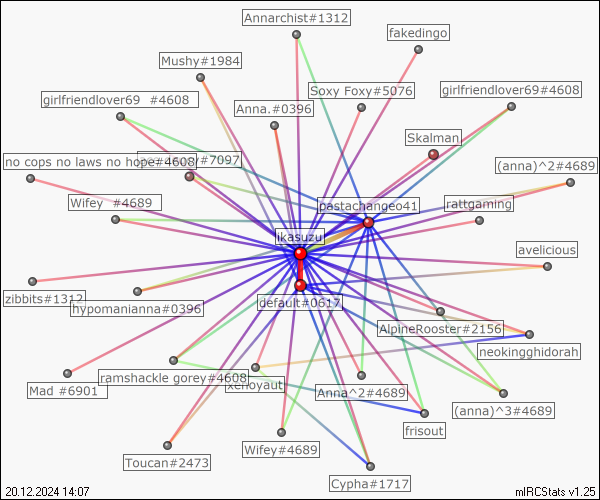 Annarchist#1312
fakedingo
Mushy#1984
Soxy Foxy#5076
girlfriendlover69#4608
girlfriendlover69 #4608
Anna.#0396
Skalman
no cops no laws no hope#4608
/7097
(anna)^2#4689
Wifey #4689
pastachangeo41
rattgaming
ikasuzu
avelicious
zibbits#1312
hypomanianna#0396
default#0617
AlpineRooster#2156
neokingghidorah
Mad #6901
ramshackle gorey#4608
xenoyaut
Anna^2#4689
(anna)^3#4689
frisout
Toucan#2473
Wifey#4689
Cypha#1717
20.12.2024 14:07
mIRCStats v1.25